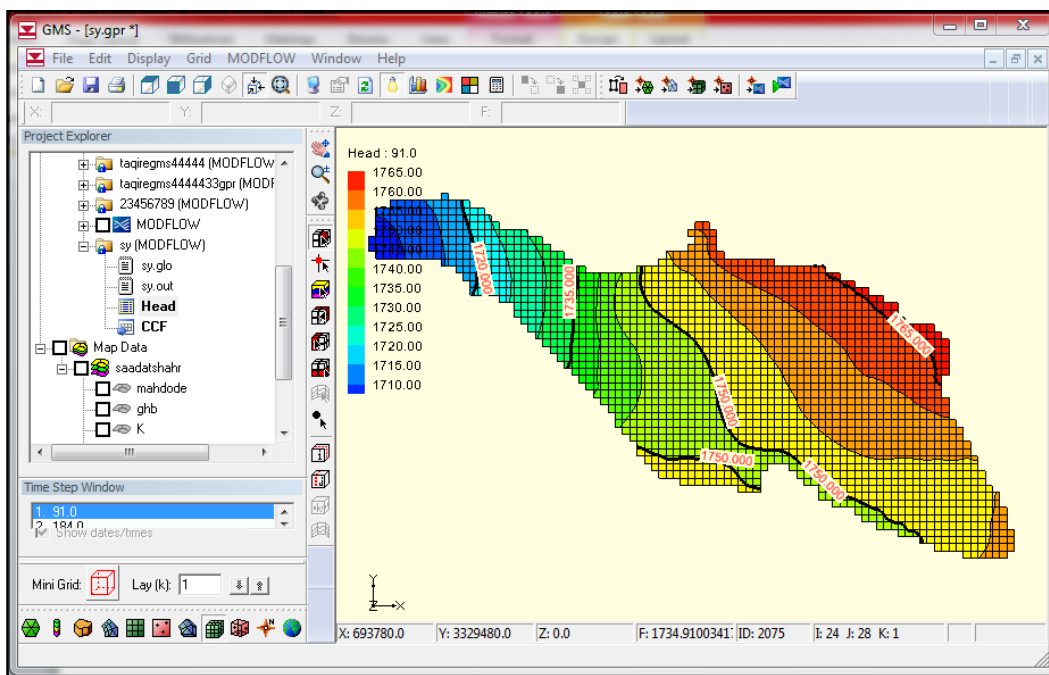 GMS - [sy.gpr *]
File Edit Display Grid MODFLOW Window Help
X: Y: Z: F:
Project Explorer
taqiregms44444 (MODFLOW
taqiregms4444433gpr (MODF
23456789 (MODFLOW)
MODFLOW
sy (MODFLOW)
sy.glo
sy.out
Head
CCF
Map Data
saadatshahr
mahdode
ghb
K
Time Step Window
1. 91.0
2. 184.0
Show dates/times
Mini Grid: Lay (k): 1
Head : 91.0
1765.00
1760.00
1740.00
1735.00
1730.00
1725.00
1720.00
1715.00
1710.00
1720.000
1735.000
1750.000
1750.000
1750.000
1765.000
Y
Z X
X: 693780.0 Y: 3329480.0 Z: 0.0 F: 1734.91003417 ID: 2075 I: 24 J: 28 K: 1